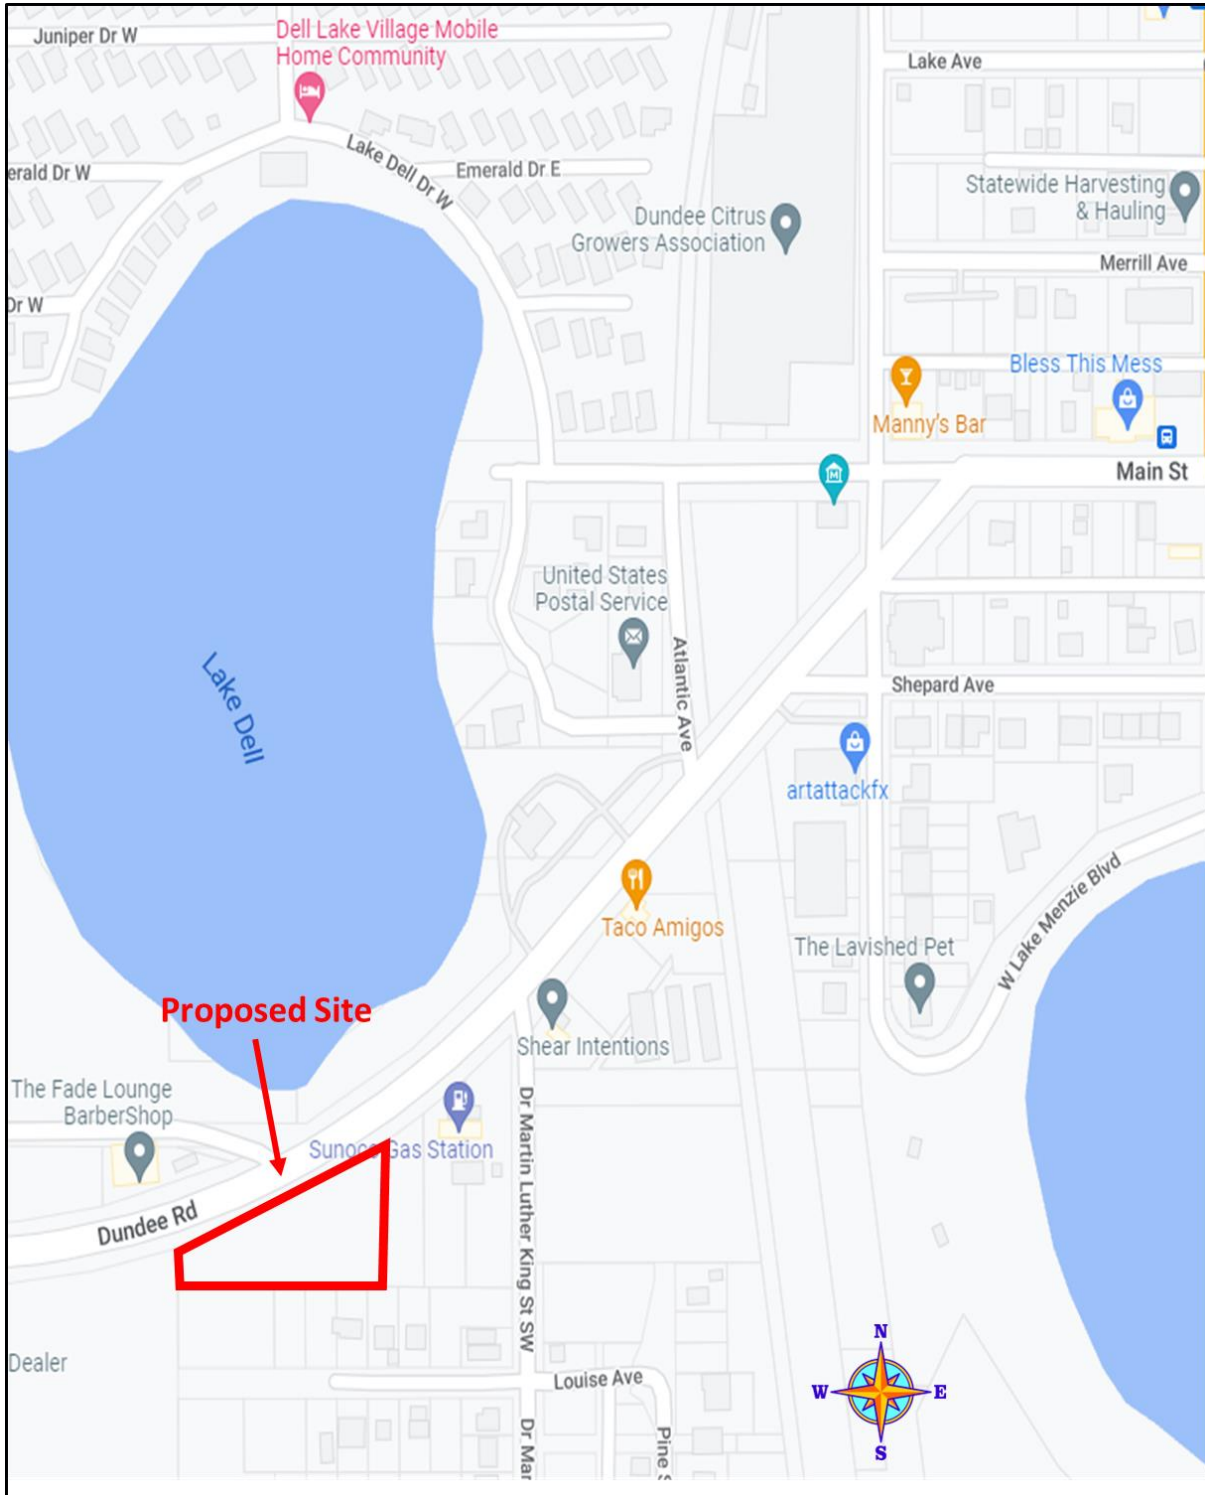 Juniper Dr W
Dell Lake Village Mobile
Home Community
Lake Ave
erald Dr W
Lake Dell Dr W
Emerald Dr E
Statewide Harvesting
& Hauling
Dundee Citrus
Growers Association
Merrill Ave
Dr W
Bless This Mess
Manny's Bar
Main St
United States
Postal Service
Atlantic Ave
Lake Dell
Shepard Ave
artattackfx
W Lake Menzie Blvd
Taco Amigos
The Lavished Pet
Proposed Site
Shear Intentions
The Fade Lounge
BarberShop
Sunoco Gas Station
Dr Martin Luther King St SW
Dundee Rd
N
W
E
S
Dealer
Louise Ave
Dr Mar
Pine S